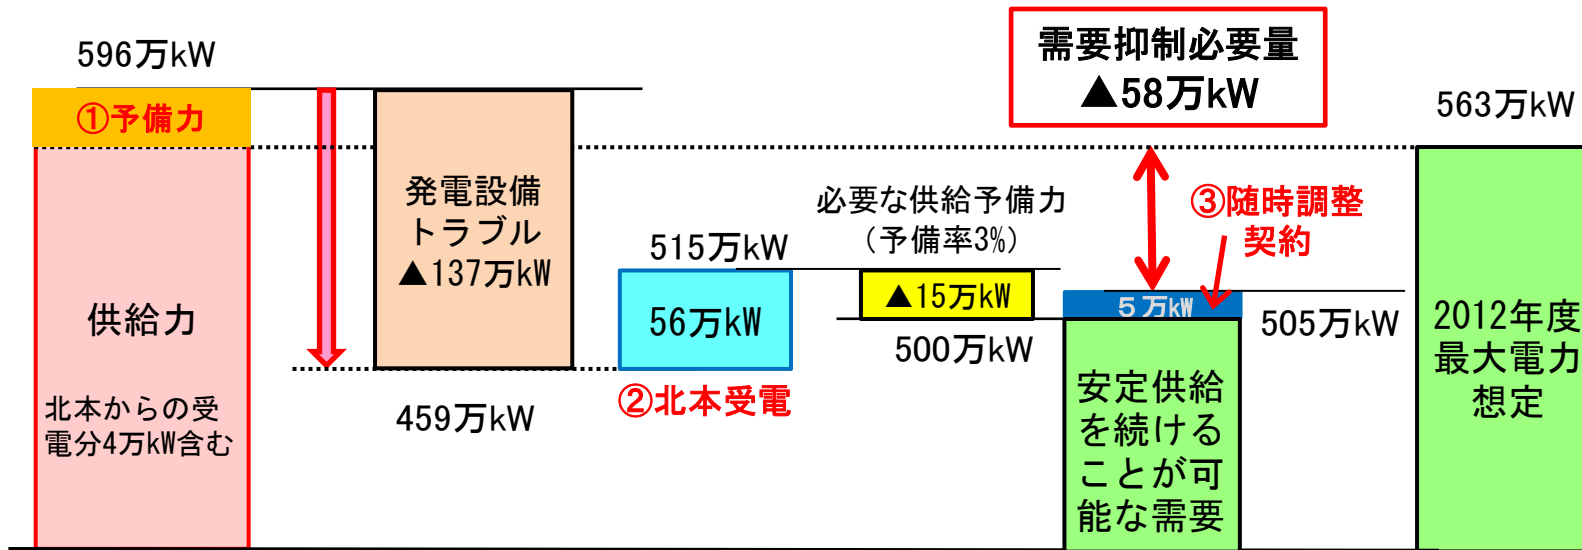 596万kW
①予備力
供給力
北本からの受
電分4万kW含む
発電設備
トラブル
▲137万kW
459万kW
515万kW
56万kW
②北本受電
必要な供給予備力
（予備率3%）
▲15万kW
500万kW
需要抑制必要量
▲58万kW
③随時調整
契約
５万kW
505万kW
安定供給
を続ける
ことが可
能な需要
563万kW
2012年度
最大電力
想定